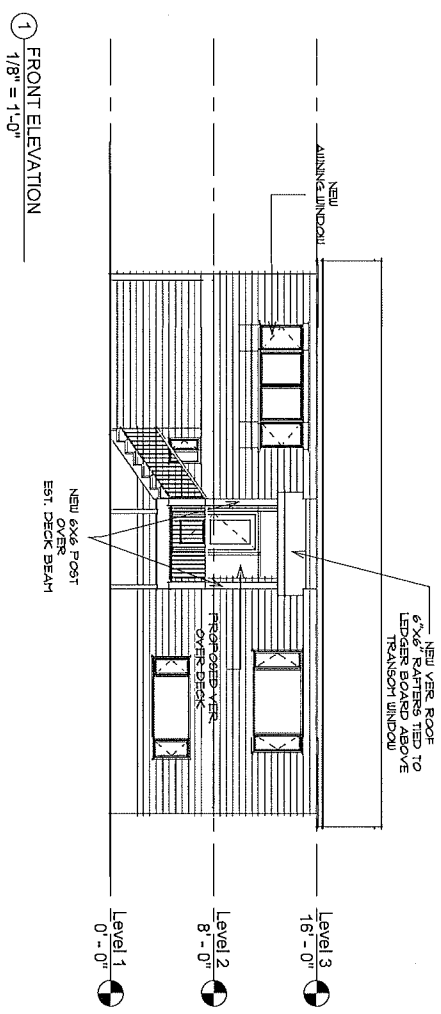 NEW VER. ROOF
6"X6" RAFTERS TIED TO
LEDGER BOARD ABOVE
TRANSOM WINDOW
NEW
AWNING WINDOW
Level 3
16' - 0"
PROPOSED VER.
OVER DECK
Level 2
8' - 0"
NEW 6X6 POST
OVER
EST. DECK BEAM
Level 1
0' - 0"
1
FRONT ELEVATION
1/8" = 1'-0"